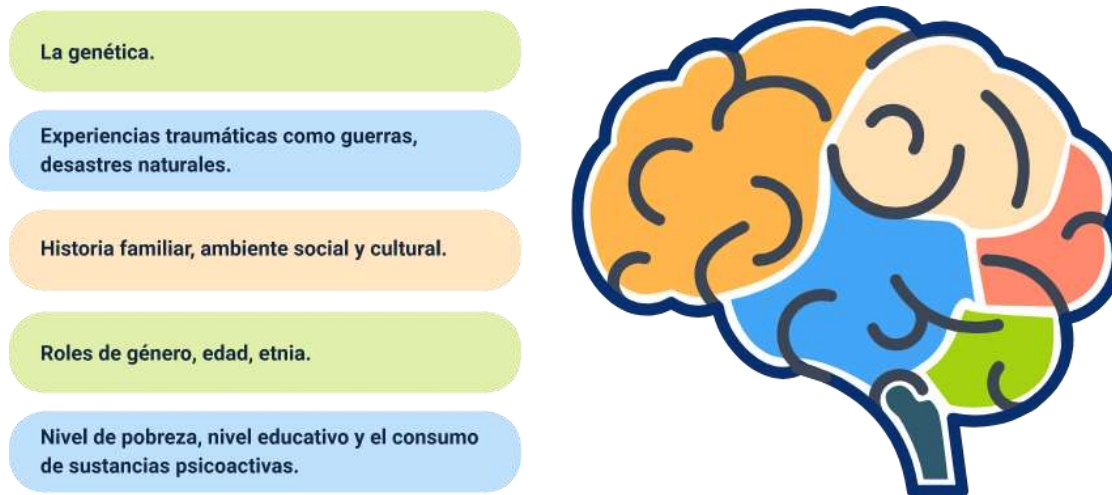 La genética.
Experiencias traumáticas como guerras,
desastres naturales.
Historia familiar, ambiente social y cultural.
Roles de género, edad, etnia.
Nivel de pobreza, nivel educativo y el consumo
de sustancias psicoactivas.